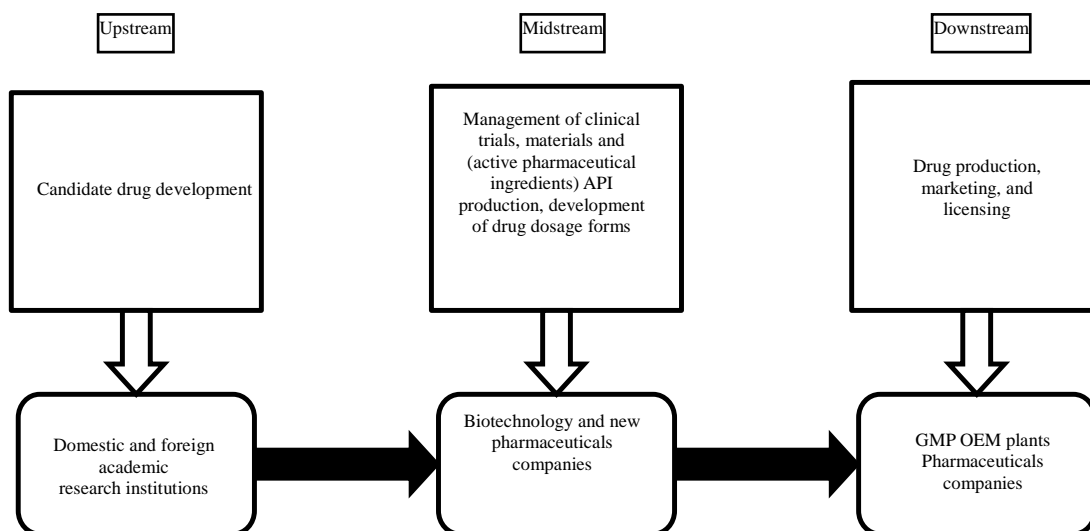 Upstream
Midstream
Downstream
Candidate drug development
Management of clinical
trials, materials and
(active pharmaceutical
ingredients) API
production, development
of drug dosage forms
Drug production,
marketing, and
licensing
Domestic and foreign
academic
research institutions
Biotechnology and new
pharmaceuticals
companies
GMP OEM plants
Pharmaceuticals
companies